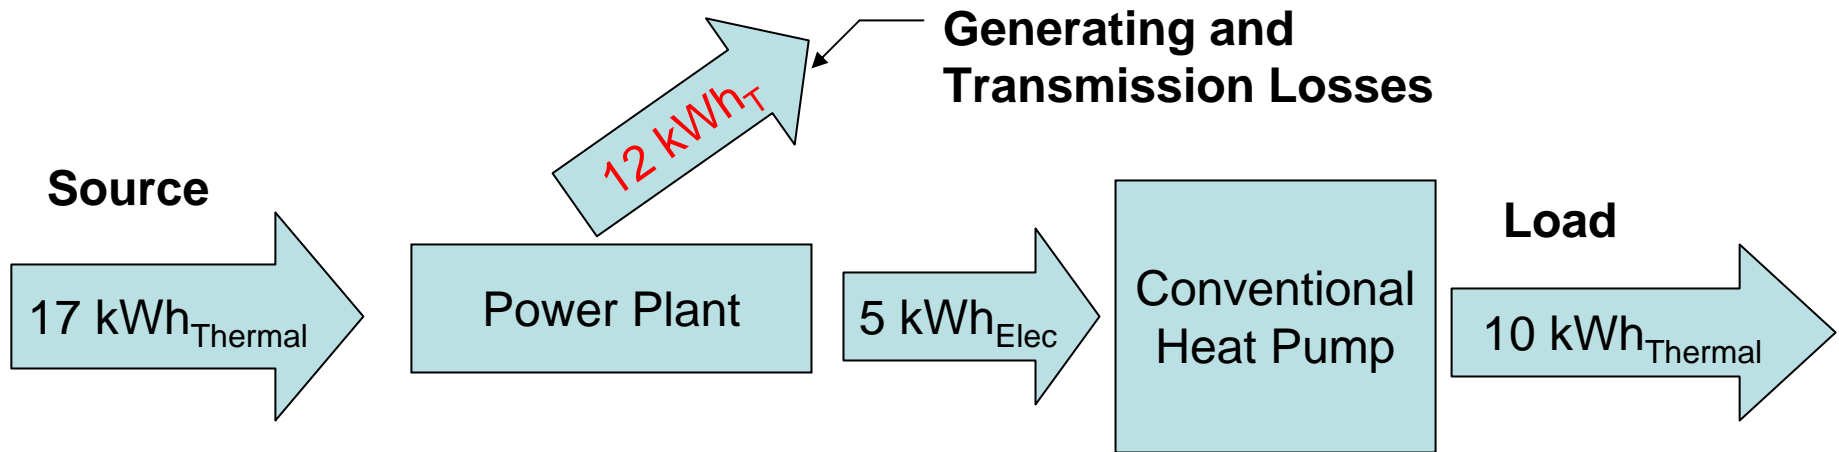 Generating and
Transmission Losses
12 kWhT
Source
Load
17 kWhThermal
Power Plant
5 kWhElec
Conventional
Heat Pump
10 kWhThermal